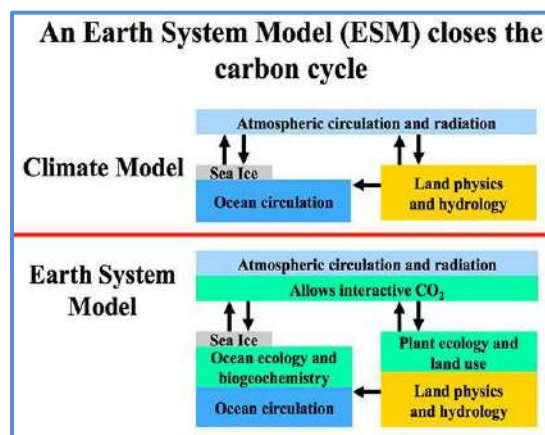 An Earth System Model (ESM) closes the
carbon cycle
Atmospheric circulation and radiation
Climate Model
Sea Ice
Ocean circulation
Land physics
and hydrology
Earth System
Model
Atmospheric circulation and radiation
Allows interactive CO₂
Sea Ice
Ocean ecology and
biogeochemistry
Ocean circulation
Plant ecology and
land use
Land physics
and hydrology